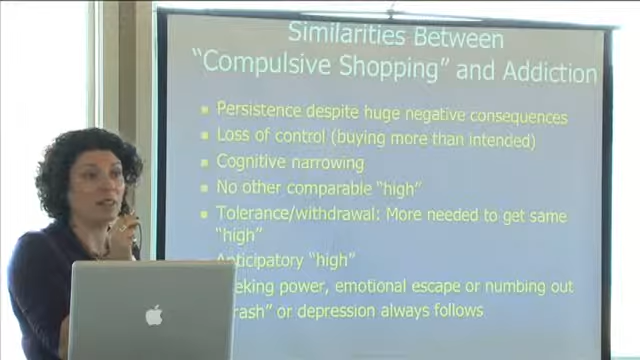 Similarities Between
“Compulsive Shopping” and Addiction
Persistence despite huge negative consequences
Loss of control (buying more than intended)
Cognitive narrowing
No other comparable “high”
Tolerance/withdrawal: More needed to get same
“high”
Anticipatory “high”
eking power, emotional escape or numbing out
rash” or depression always follows